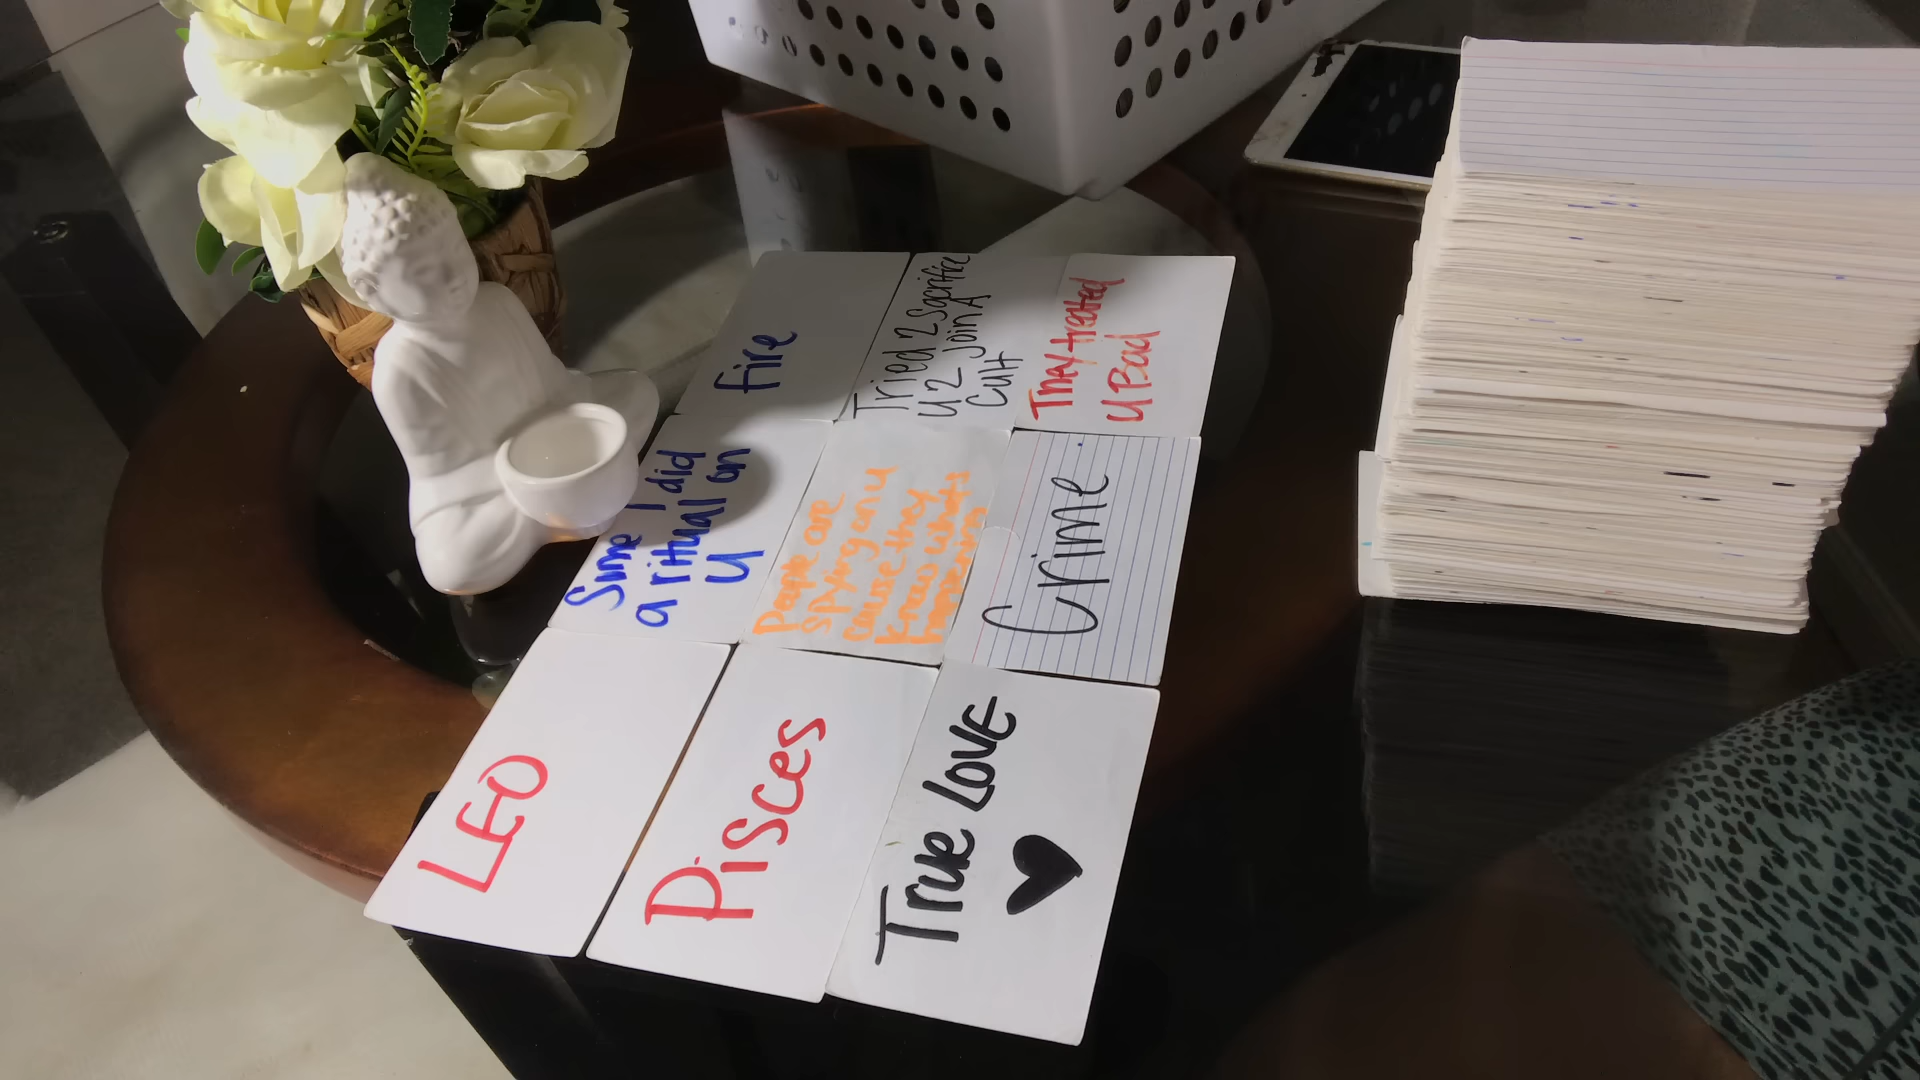 LEO
Some 1 did
a ritual on
U
fire
Pisces
People are
spying on u
cause they
know whats
happening
Tried 2 Sacrifice
U 2 Join A
Cult
True LOVE
Crime
They treated
U Bad